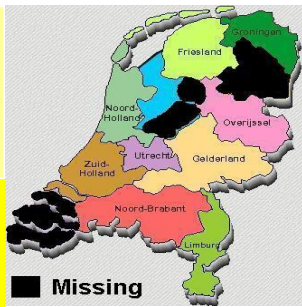 Groningen
Friesland
Noord-
Holland
Overijssel
Utrecht
Gelderland
Zuid-
Holland
Noord-Brabant
Limburg
Missing